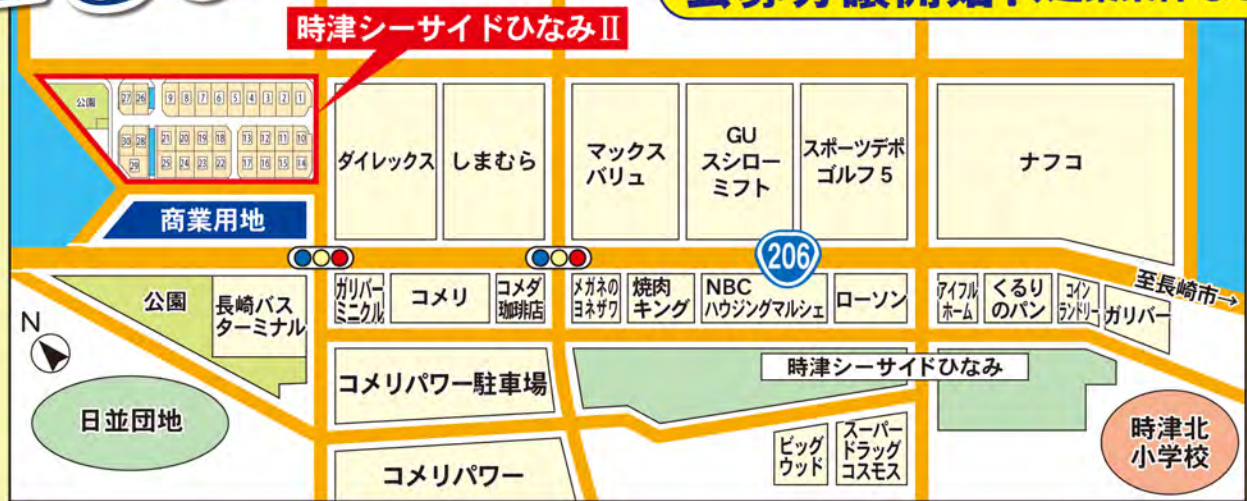 時津シーサイドひなみⅡ
公園
27 26 9 8 7 6 5 4 3 2 1
30 28 21 20 19 18 13 12 11 10
29 25 24 23 22 17 16 15 14
商業用地
ダイレックス
しまむら
マックス
バリュ
GU
スシロー
ミフト
スポーツデポ
ゴルフ5
ナフコ
206
至長崎市→
公園
長崎バス
ターミナル
ガリバー
ミニクル
コメリ
コメダ
珈琲店
メガネの
ヨネザワ
焼肉
キング
NBC
ハウジングマルシェ
ローソン
アイフル
ホーム
くるり
のパン
コイン
ランドリー
ガリバー
N
日並団地
コメリパワー駐車場
時津シーサイドひなみ
コメリパワー
ビッグ
ウッド
スーパー
ドラッグ
コスモス
時津北
小学校